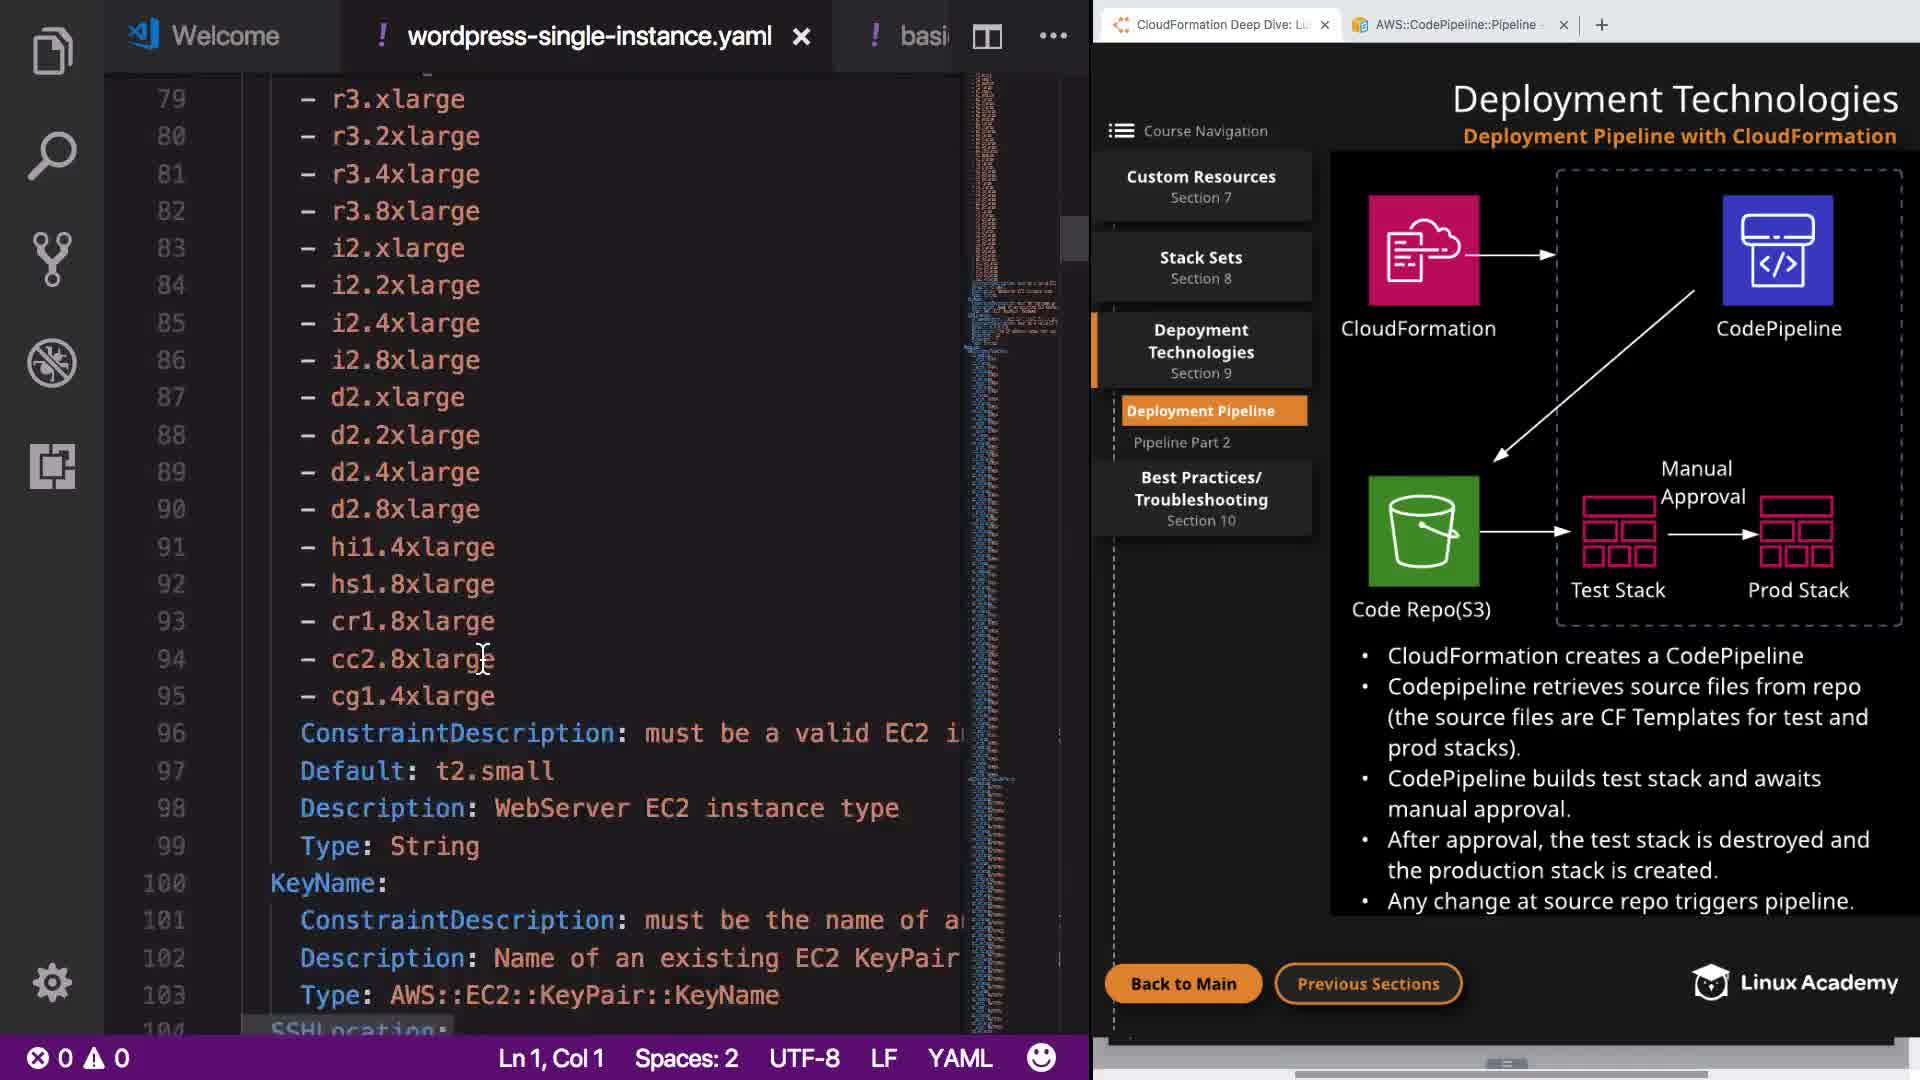 Welcome
wordpress-single-instance.yaml
basi
79 - r3.xlarge
80 - r3.2xlarge
81 - r3.4xlarge
82 - r3.8xlarge
83 - i2.xlarge
84 - i2.2xlarge
85 - i2.4xlarge
86 - i2.8xlarge
87 - d2.xlarge
88 - d2.2xlarge
89 - d2.4xlarge
90 - d2.8xlarge
91 - hi1.4xlarge
92 - hs1.8xlarge
93 - cr1.8xlarge
94 - cc2.8xlarge
95 - cg1.4xlarge
96 ConstraintDescription: must be a valid EC2 i
97 Default: t2.small
98 Description: WebServer EC2 instance type
99 Type: String
100 KeyName:
101 ConstraintDescription: must be the name of a
102 Description: Name of an existing EC2 KeyPair
103 Type: AWS::EC2::KeyPair::KeyName
104 SSHLocation:
0 0
Ln 1, Col 1
Spaces: 2
UTF-8
LF
YAML
CloudFormation Deep Dive: Lu
AWS::CodePipeline::Pipeline -
Deployment Technologies
Deployment Pipeline with CloudFormation
Course Navigation
Custom Resources
Section 7
Stack Sets
Section 8
Depoyment
Technologies
Section 9
Deployment Pipeline
Pipeline Part 2
Best Practices/
Troubleshooting
Section 10
CloudFormation
CodePipeline
Manual
Approval
Code Repo(S3)
Test Stack
Prod Stack
• CloudFormation creates a CodePipeline
• Codepipeline retrieves source files from repo
(the source files are CF Templates for test and
prod stacks).
• CodePipeline builds test stack and awaits
manual approval.
• After approval, the test stack is destroyed and
the production stack is created.
• Any change at source repo triggers pipeline.
Back to Main
Previous Sections
Linux Academy